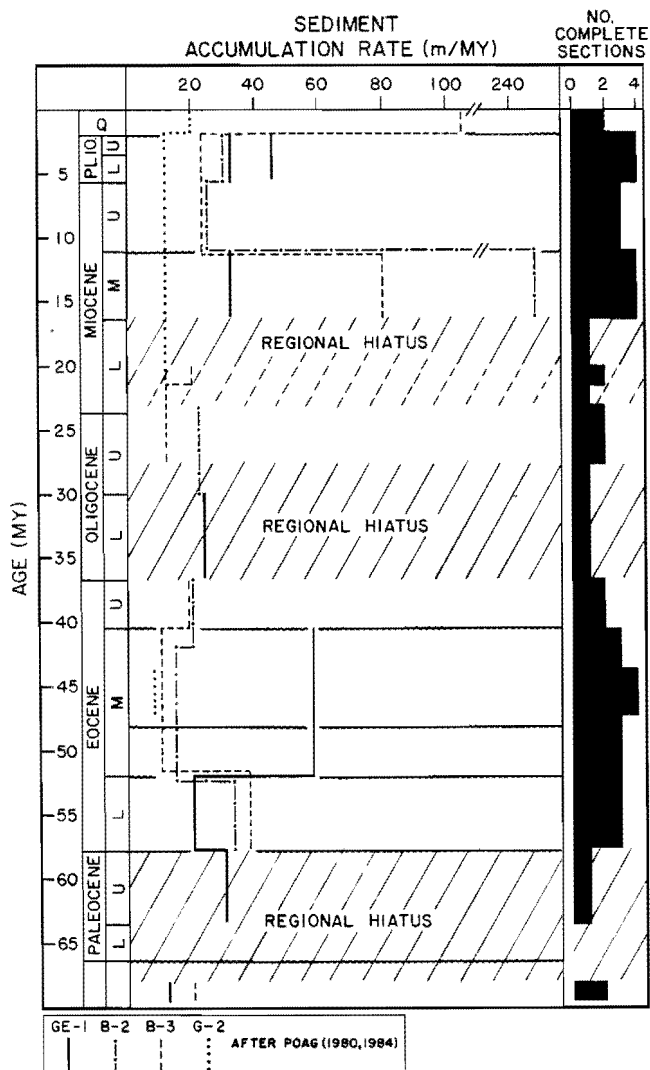 SEDIMENT
ACCUMULATION RATE (m/MY)
NO.
COMPLETE
SECTIONS
20 40 60 80 100 240
0 2 4
AGE (MY)
5
10
15
20
25
30
35
40
45
50
55
60
65
Q
PLIO.
U
L
MIOCENE
U
M
L
OLIGOCENE
U
L
EOCENE
U
M
L
PALEOCENE
U
L
REGIONAL HIATUS
REGIONAL HIATUS
REGIONAL HIATUS
GE-1 B-2 B-3 G-2
AFTER POAG (1980,1984)